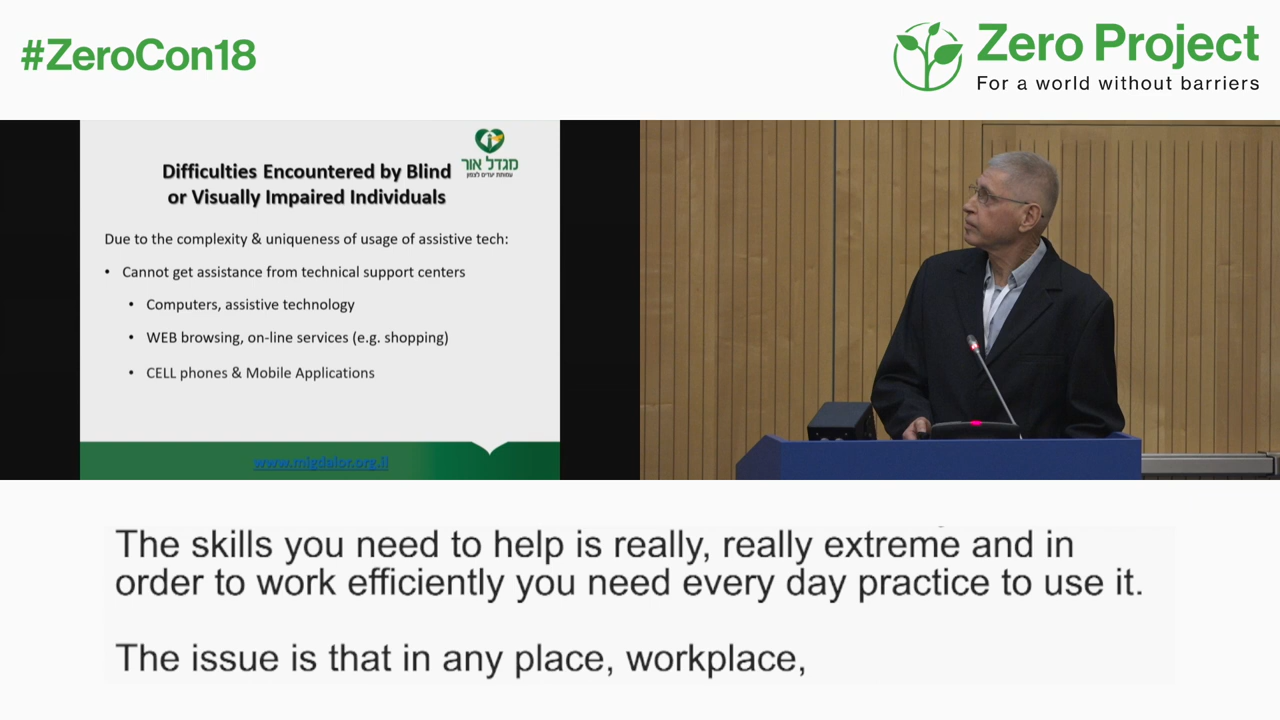 #ZeroCon18
Zero Project
For a world without barriers
מגדל אור
עמותת יעדים לצפון
Difficulties Encountered by Blind
or Visually Impaired Individuals
Due to the complexity & uniqueness of usage of assistive tech:
• Cannot get assistance from technical support centers
• Computers, assistive technology
• WEB browsing, on-line services (e.g. shopping)
• CELL phones & Mobile Applications
www.migdalor.org.il
The skills you need to help is really, really extreme and in
order to work efficiently you need every day practice to use it.
The issue is that in any place, workplace,